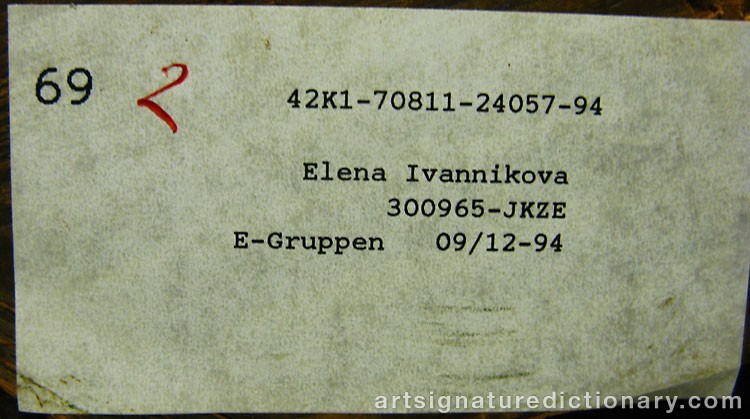 69 2 42K1-70811-24057-94
Elena Ivannikova
300965-JKZE
E-Gruppen 09/12-94
artsignaturedictionary.com